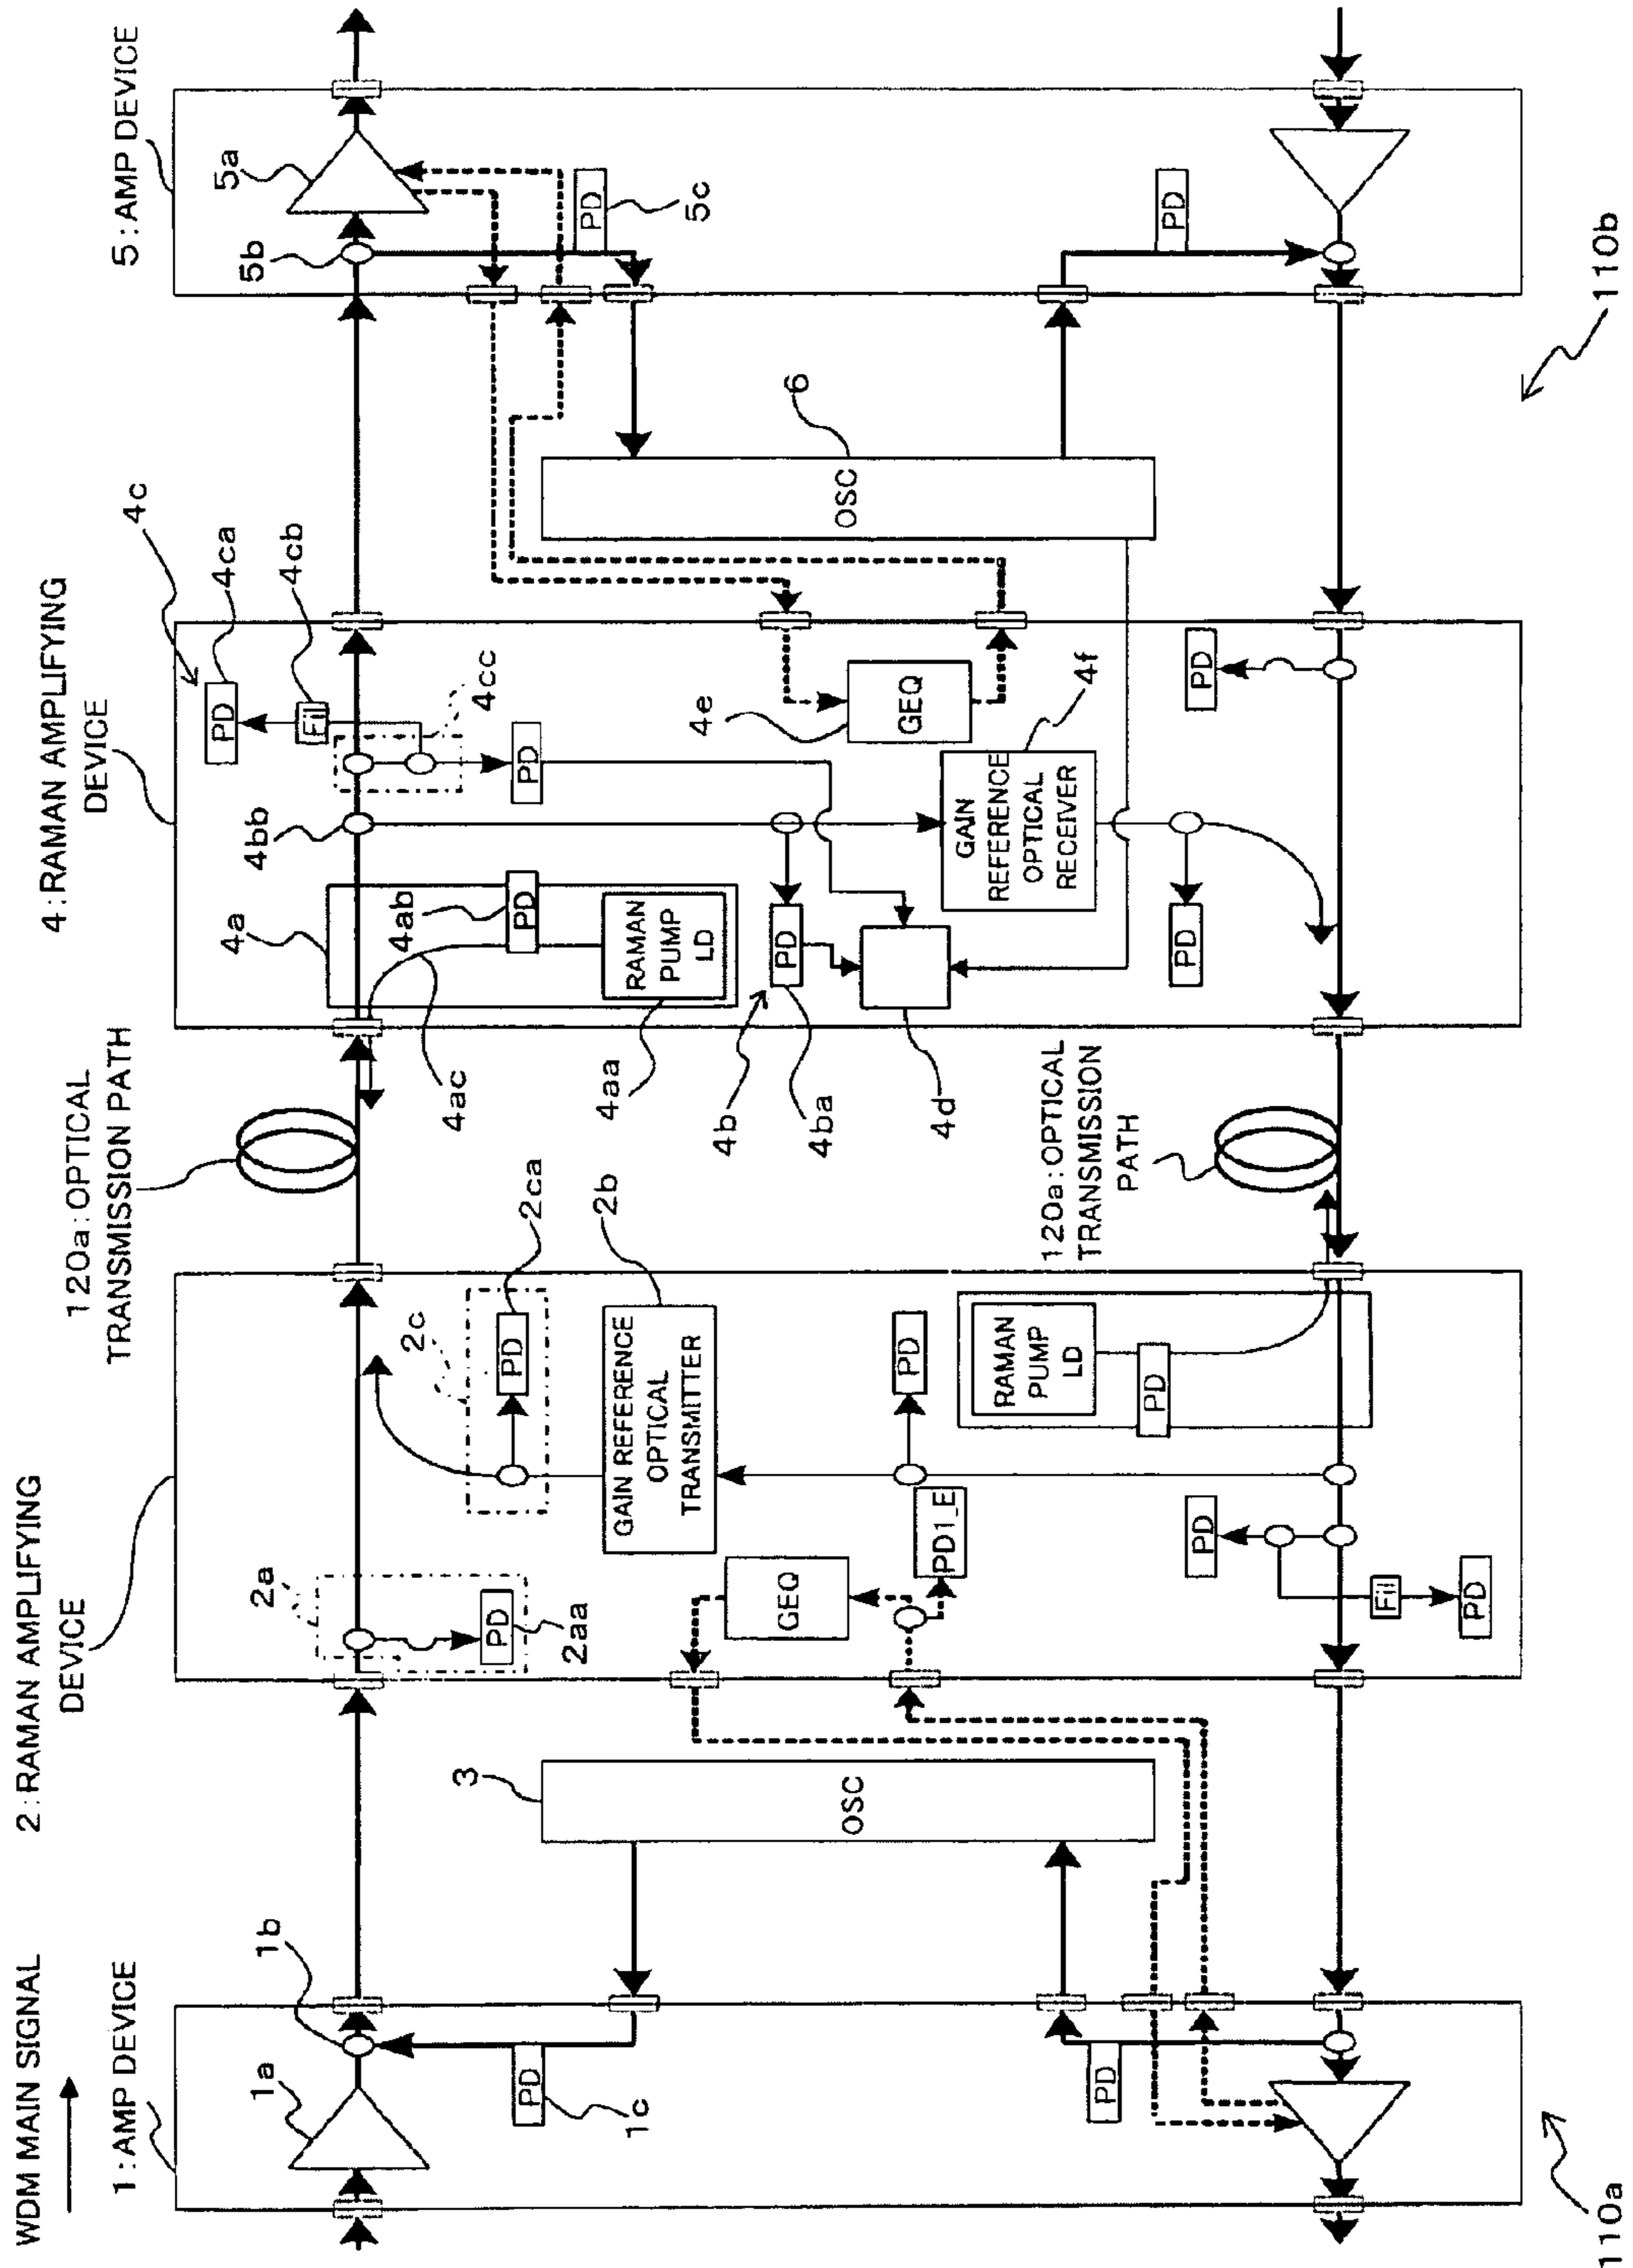 WDM MAIN SIGNAL
1:AMP DEVICE
1a
1b
PD
1c
PD
110a
3
OSC
2:RAMAN AMPLIFYING
DEVICE
2a
PD
2aa
GEQ
PD1_E
PD
Fil
PD
2c
PD
2ca
GAIN REFERENCE
OPTICAL
TRANSMITTER
2b
PD
RAMAN
PUMP
LD
PD
120a:OPTICAL
TRANSMISSION PATH
120a:OPTICAL
TRANSMISSION
PATH
4:RAMAN AMPLIFYING
DEVICE
4a
4ab
PD
RAMAN
PUMP
LD
4ac
4aa
4b
PD
4ba
4d
4bb
4c
PD
4ca
Fil
4cb
4cc
PD
4e
GEQ
GAIN
REFERENCE
OPTICAL
RECEIVER
4f
PD
PD
6
OSC
5:AMP DEVICE
5a
5b
PD
5c
PD
110b